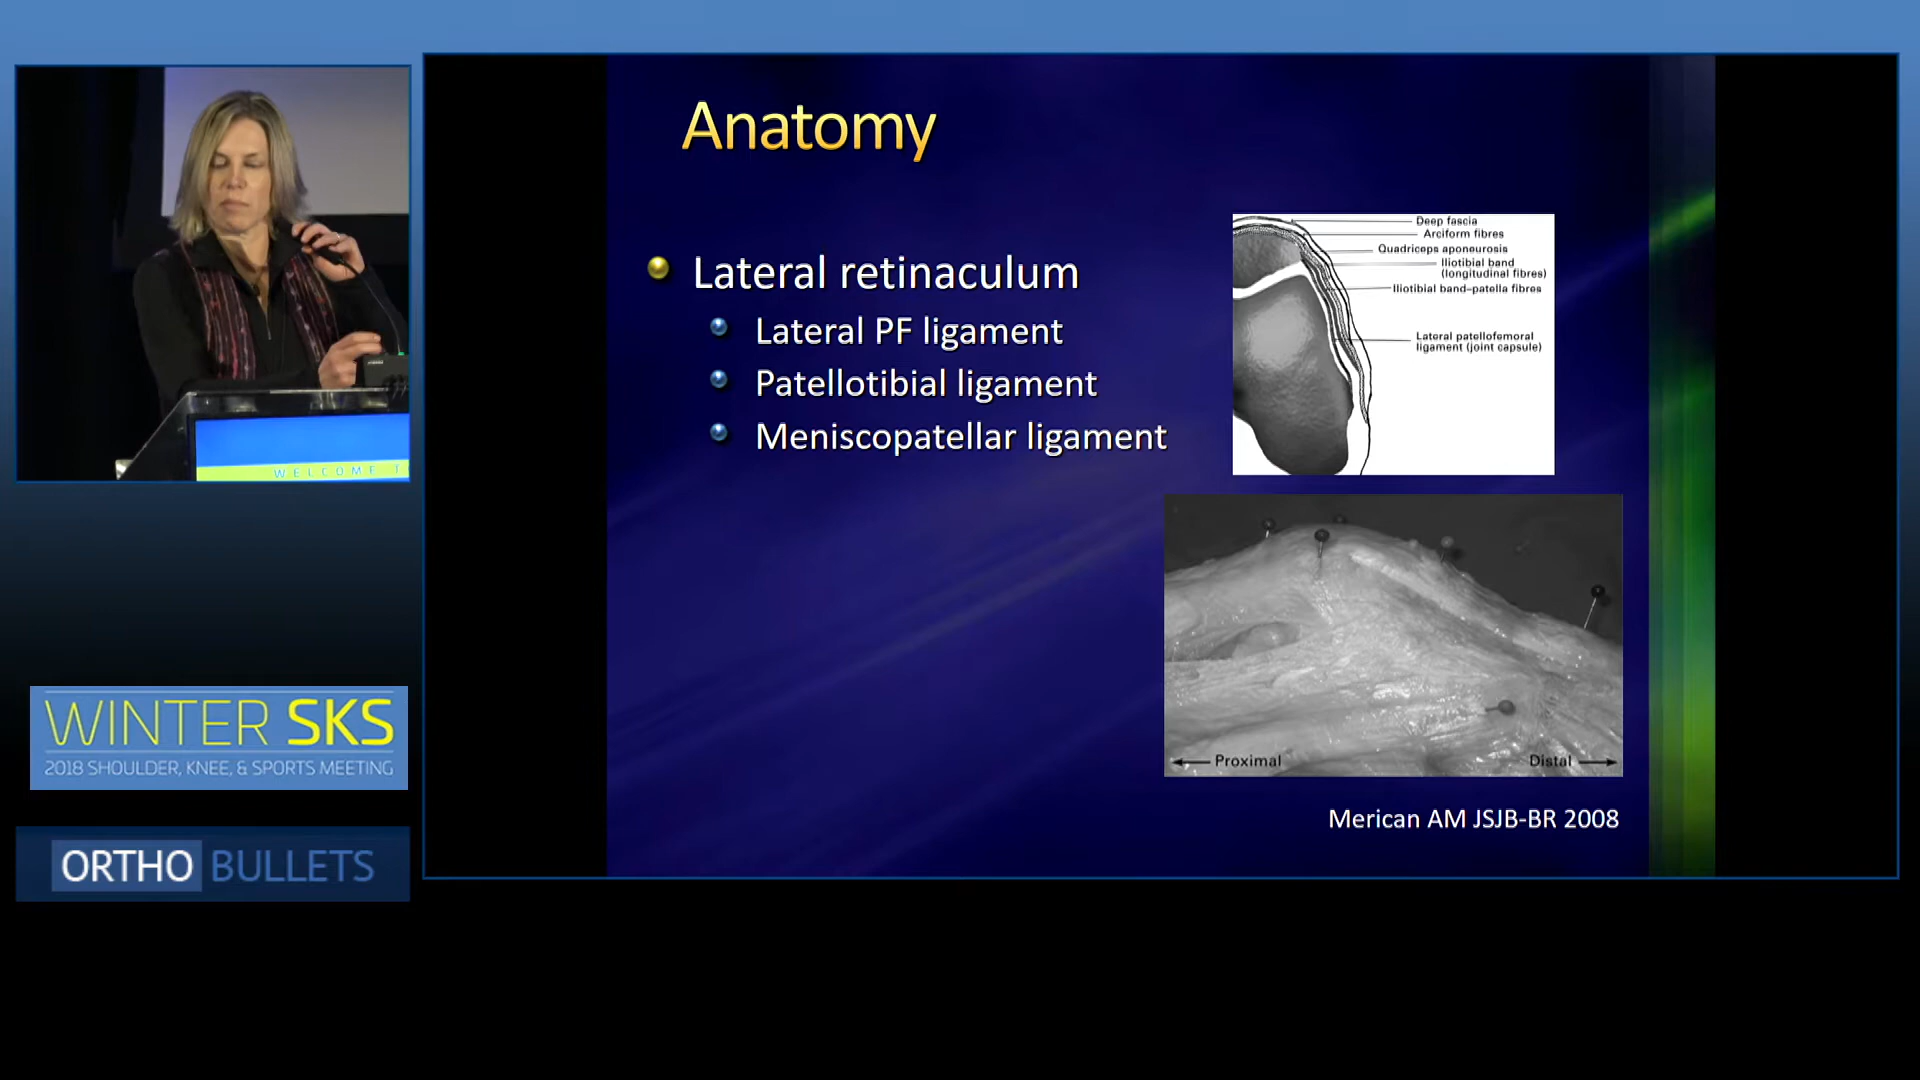 Anatomy
Lateral retinaculum
Lateral PF ligament
Patellotibial ligament
Meniscopatellar ligament
Deep fascia
Arciform fibres
Quadriceps aponeurosis
Iliotibial band
(longitudinal fibres)
Iliotibial band–patella fibres
Lateral patellofemoral
ligament (joint capsule)
Proximal
Distal
Merican AM JSJB-BR 2008
WELCOME T
WINTER SKS
2018 SHOULDER, KNEE, & SPORTS MEETING
ORTHO BULLETS